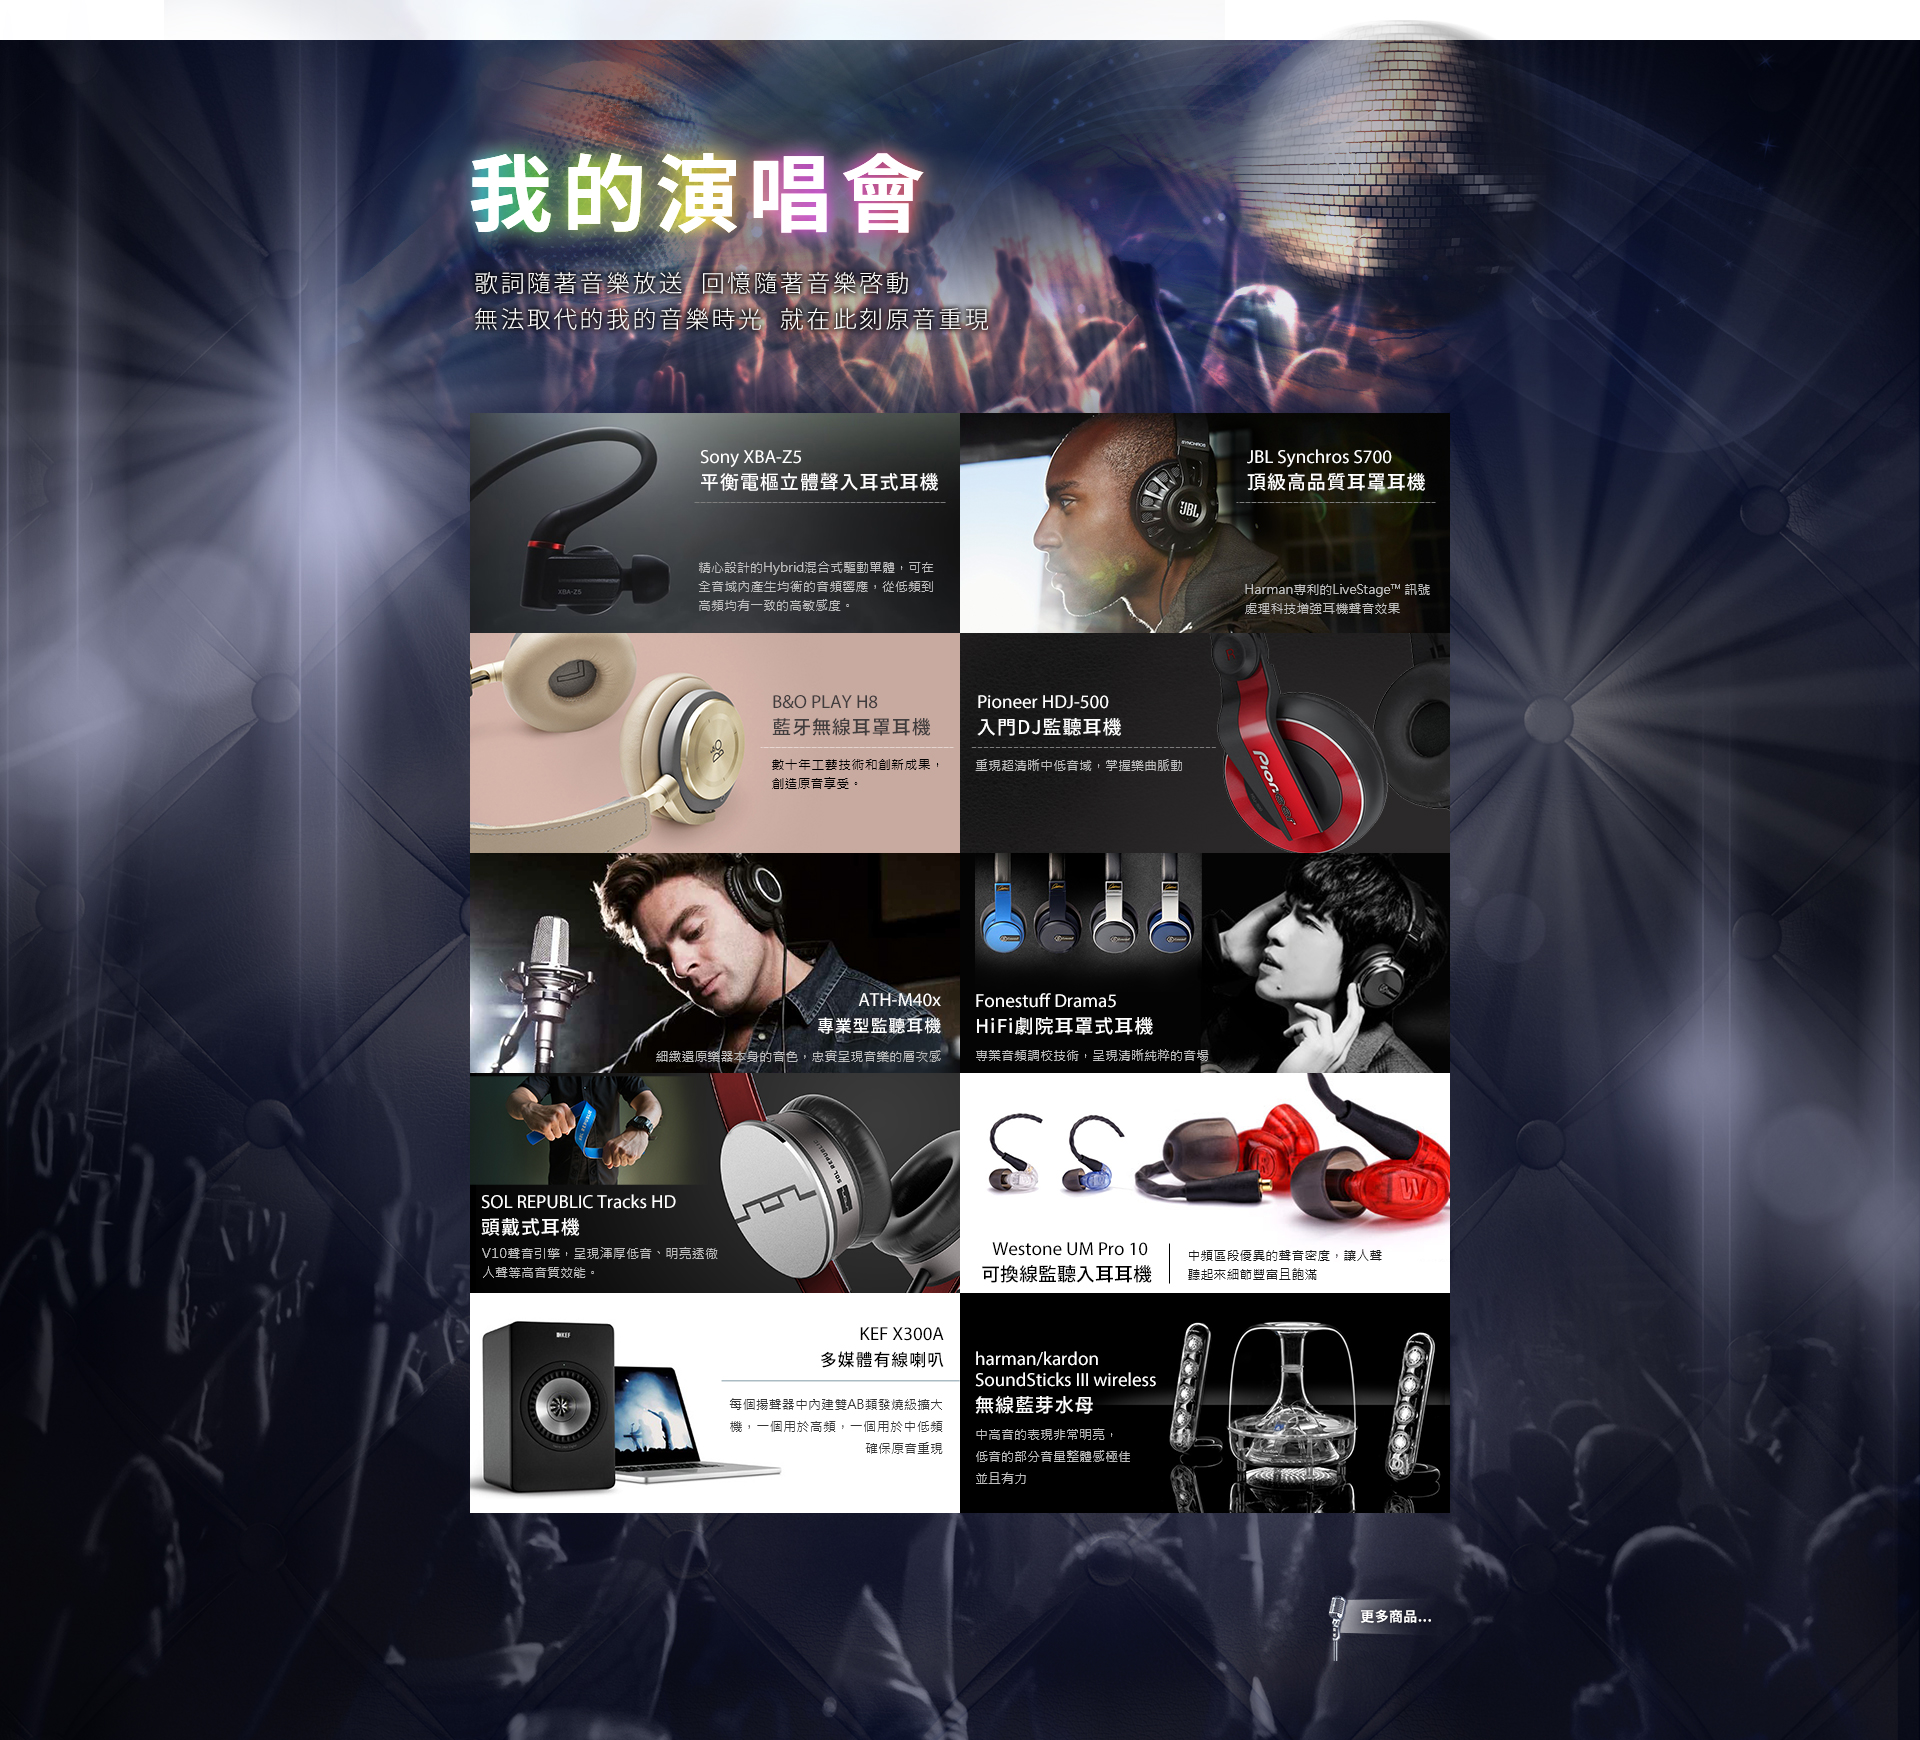 我的演唱會
歌詞隨著音樂放送 回憶隨著音樂啓動
無法取代的我的音樂時光 就在此刻原音重現
Sony XBA-Z5
平衡電樞立體聲入耳式耳機
精心設計的Hybrid混合式驅動單體，可在
全音域內產生均衡的音頻響應，從低頻到
高頻均有一致的高敏感度。
XBA-Z5
JBL Synchros S700
頂級高品質耳罩耳機
Harman專利的LiveStage™ 訊號
處理科技增強耳機聲音效果
SYNCHROS
JBL
B&O PLAY H8
藍牙無線耳罩耳機
數十年工藝技術和創新成果，
創造原音享受。
Pioneer HDJ-500
入門DJ監聽耳機
重現超清晰中低音域，掌握樂曲脈動
Pioneer
ATH-M40x
專業型監聽耳機
細緻還原樂器本身的音色，忠實呈現音樂的層次感
Fonestuff Drama5
HiFi劇院耳罩式耳機
專業音頻調校技術，呈現清晰純粹的音場
SOL REPUBLIC
SOL REPUBLIC Tracks HD
頭戴式耳機
V10聲音引擎，呈現渾厚低音、明亮透徹
人聲等高音質效能。
Westone UM Pro 10
可換線監聽入耳耳機
中頻區段優異的聲音密度，讓人聲
聽起來細節豐富且飽滿
KEF
KEF X300A
多媒體有線喇叭
每個揚聲器中內建雙AB類發燒級擴大
機，一個用於高頻，一個用於中低頻
確保原音重現
harman/kardon
SoundSticks III wireless
無線藍芽水母
中高音的表現非常明亮，
低音的部分音量整體感極佳
並且有力
更多商品...